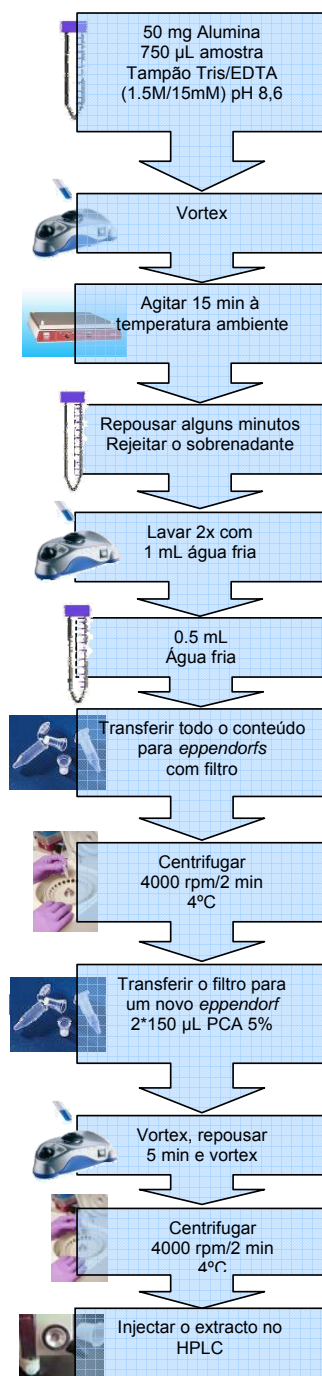 50 mg Alumina
750 µL amostra
Tampão Tris/EDTA
(1.5M/15mM) pH 8,6
Vortex
Agitar 15 min à
temperatura ambiente
Repousar alguns minutos
Rejeitar o sobrenadante
Lavar 2x com
1 mL água fria
0.5 mL
Água fria
Transferir todo o conteúdo
para eppendorfs
com filtro
Centrifugar
4000 rpm/2 min
4ºC
Transferir o filtro para
um novo eppendorf
2*150 µL PCA 5%
Vortex, repousar
5 min e vortex
Centrifugar
4000 rpm/2 min
4ºC
Injectar o extracto no
HPLC